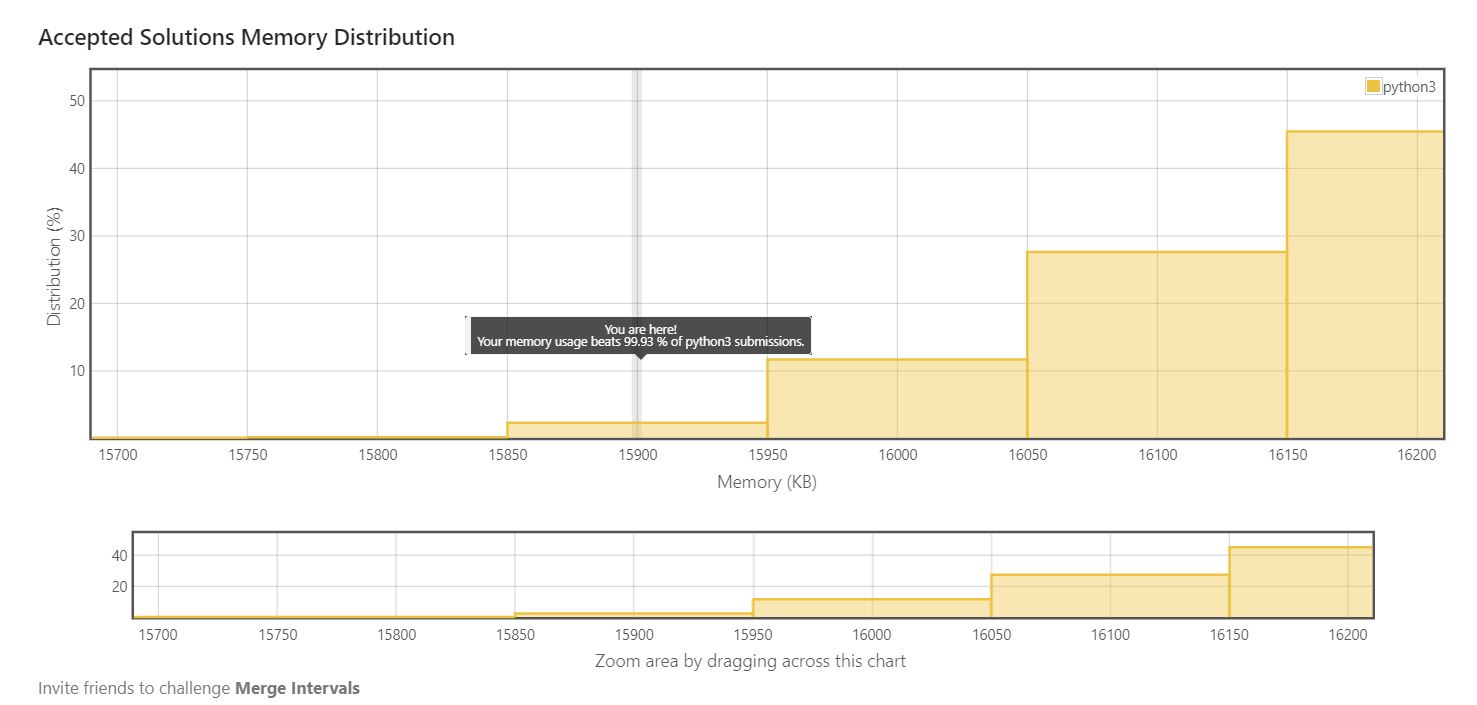 Accepted Solutions Memory Distribution
python3
50
40
30
20
10
Distribution (%)
You are here!
Your memory usage beats 99.93 % of python3 submissions.
15700 15750 15800 15850 15900 15950 16000 16050 16100 16150 16200
Memory (KB)
40
20
15700 15750 15800 15850 15900 15950 16000 16050 16100 16150 16200
Zoom area by dragging across this chart
Invite friends to challenge Merge Intervals